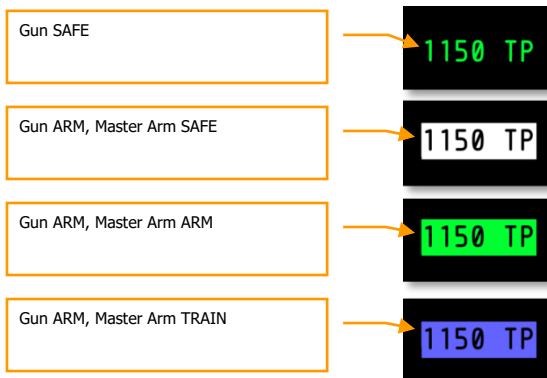 Gun SAFE
1150 TP
Gun ARM, Master Arm SAFE
1150 TP
Gun ARM, Master Arm ARM
1150 TP
Gun ARM, Master Arm TRAIN
1150 TP